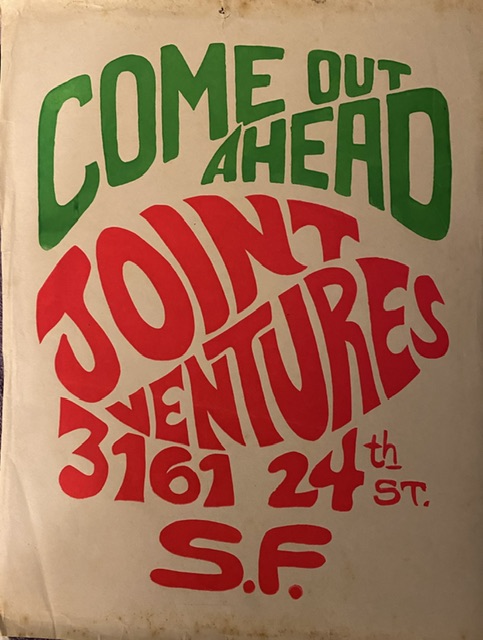 COME OUT
AHEAD
JOINT
VENTURES
3161 24th ST.
S.F.